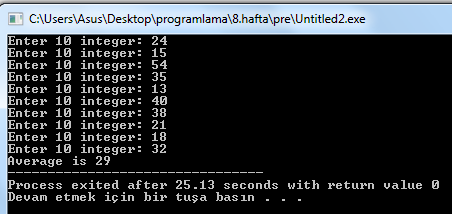 C:\Users\Asus\Desktop\programlama\8.hafta\pre\Untitled2.exe
Enter 10 integer: 24
Enter 10 integer: 15
Enter 10 integer: 54
Enter 10 integer: 35
Enter 10 integer: 13
Enter 10 integer: 40
Enter 10 integer: 38
Enter 10 integer: 21
Enter 10 integer: 18
Enter 10 integer: 32
Average is 29
--------------------------------
Process exited after 25.13 seconds with return value 0
Devam etmek için bir tuşa basın . . .